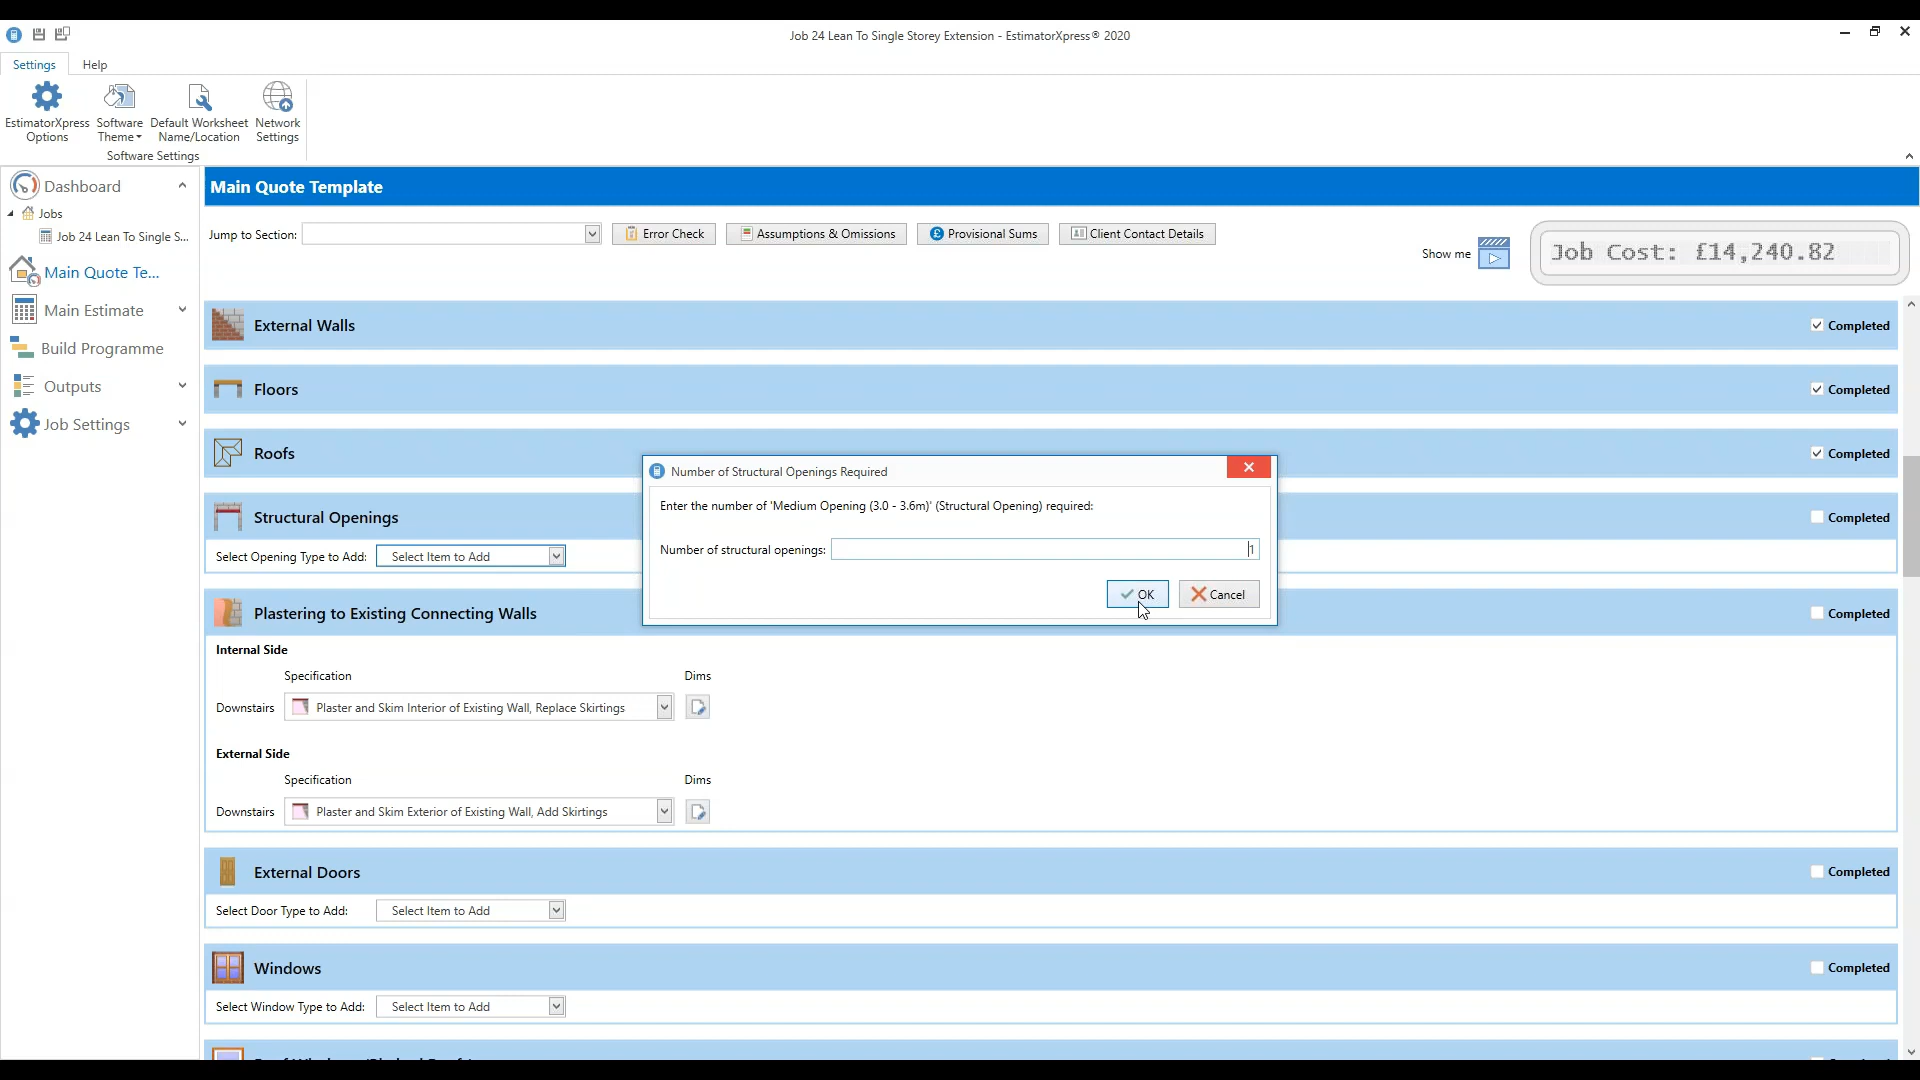 Job 24 Lean To Single Storey Extension - EstimatorXpress® 2020
Settings
Help
EstimatorXpress Options
Software Theme
Default Worksheet Name/Location
Network Settings
Software Settings
Dashboard
Jobs
Job 24 Lean To Single S...
Main Quote Te...
Main Estimate
Build Programme
Outputs
Job Settings
Main Quote Template
Jump to Section:
Error Check
Assumptions & Omissions
Provisional Sums
Client Contact Details
Show me
Job Cost: £14,240.82
External Walls
Completed
Floors
Completed
Roofs
Completed
Structural Openings
Completed
Select Opening Type to Add:
Select Item to Add
Number of Structural Openings Required
Enter the number of 'Medium Opening (3.0 - 3.6m)' (Structural Opening) required:
Number of structural openings:
1
OK
Cancel
Plastering to Existing Connecting Walls
Completed
Internal Side
Specification
Dims
Downstairs
Plaster and Skim Interior of Existing Wall, Replace Skirtings
External Side
Specification
Dims
Downstairs
Plaster and Skim Exterior of Existing Wall, Add Skirtings
External Doors
Completed
Select Door Type to Add:
Select Item to Add
Windows
Completed
Select Window Type to Add:
Select Item to Add